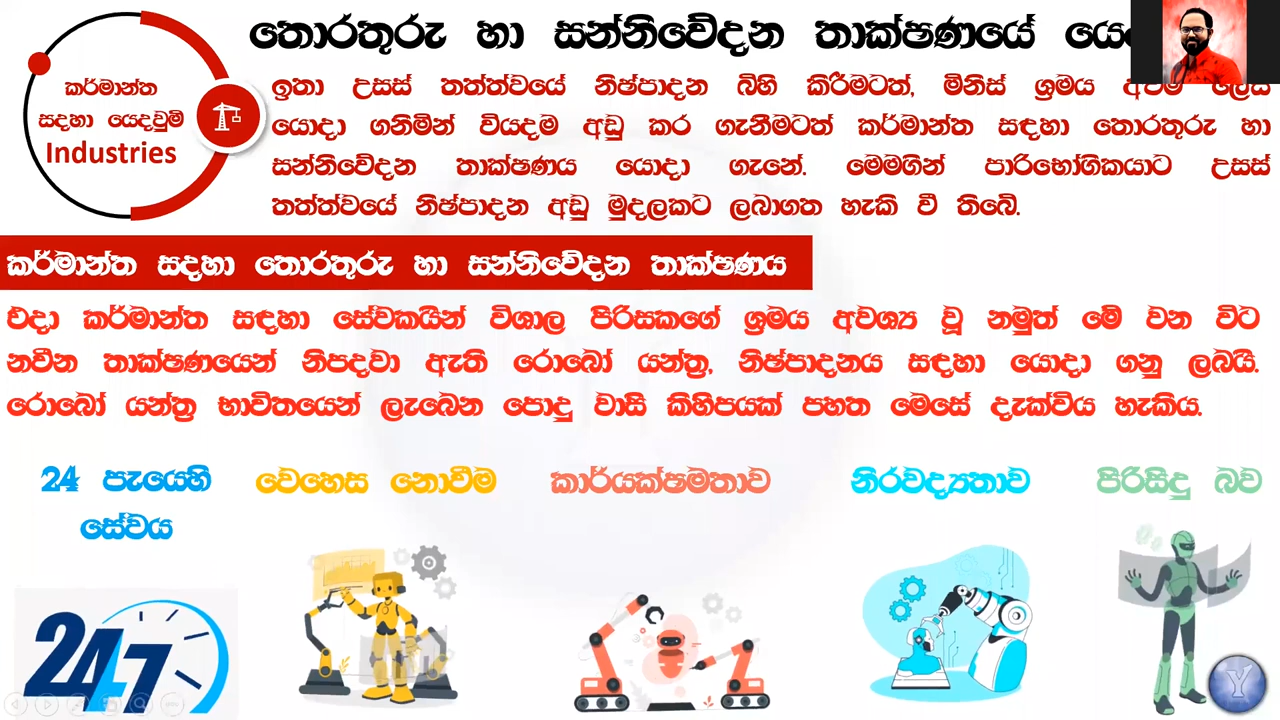 තොරතුරු හා සන්නිවේදන තාක්ෂණයේ
කර්මාන්ත
සදහා යෙදවුම්
Industries
ඉතා උසස් තත්ත්වයේ නිෂ්පාදන බිහි කිරීමටත්, මිනිස් ශ්‍රමය
යොදා ගනිමින් වියදම අඩු කර ගැනීමටත් කර්මාන්ත සඳහා තොරතුරු හා
සන්නිවේදන තාක්ෂණය යොදා ගැනේ. මෙමගින් පාරිභෝගිකයාට උසස්
තත්ත්වයේ නිෂ්පාදන අඩු මුදලකට ලබාගත හැකි වී තිබේ.
කර්මාන්ත සදහා තොරතුරු හා සන්නිවේදන තාක්ෂණය
එදා කර්මාන්ත සඳහා සේවකයින් විශාල පිරිසකගේ ශ්‍රමය අවශ්‍ය වූ නමුත් මේ වන විට
නවීන තාක්ෂණයෙන් නිපදවා ඇති රොබෝ යන්ත්‍ර, නිෂ්පාදනය සඳහා යොදා ගනු ලබයි.
රොබෝ යන්ත්‍ර භාවිතයෙන් ලැබෙන පොදු වාසි කිහිපයක් පහත මෙසේ දැක්විය හැකිය.
24 පැයෙහි
සේවය
වෙහෙස නොවීම
කාර්යක්ෂමතාව
නිරවද්‍යතාව
පිරිසිදු බව
24 7
Y